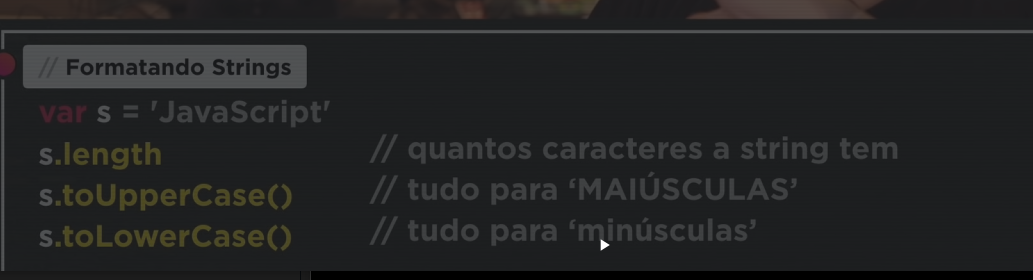 // Formatando Strings
var s = 'JavaScript'
s.length // quantos caracteres a string tem
s.toUpperCase() // tudo para ‘MAIÚSCULAS’
s.toLowerCase() // tudo para ‘minúsculas’